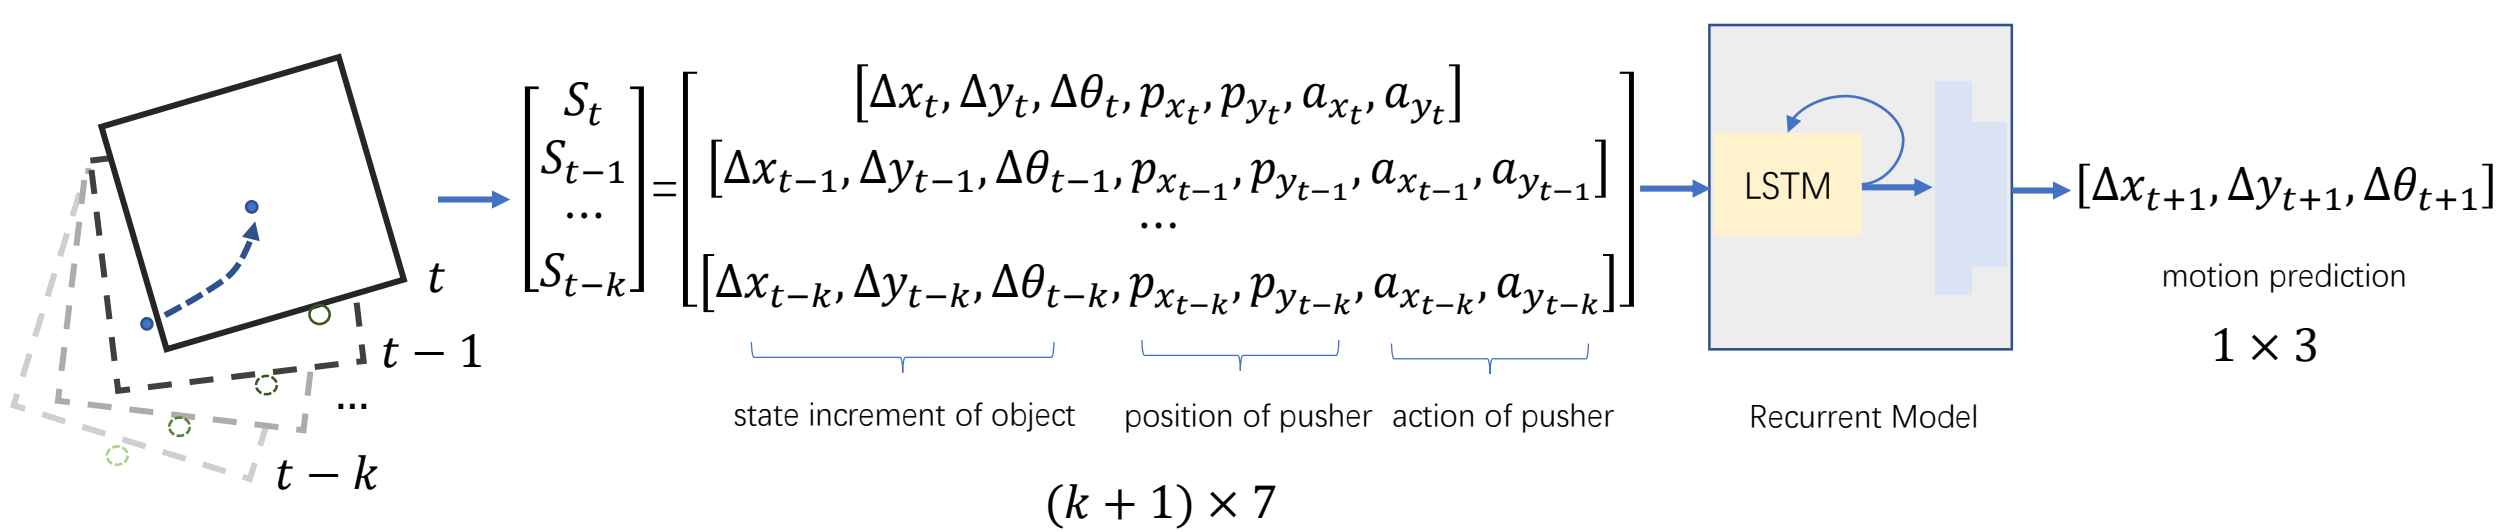 t
t − 1
...
t − k
[S_t
S_{t−1}
...
S_{t−k}]
=
[[Δx_t, Δy_t, Δθ_t, p_{x_t}, p_{y_t}, a_{x_t}, a_{y_t}]
[Δx_{t−1}, Δy_{t−1}, Δθ_{t−1}, p_{x_{t−1}}, p_{y_{t−1}}, a_{x_{t−1}}, a_{y_{t−1}}]
...
[Δx_{t−k}, Δy_{t−k}, Δθ_{t−k}, p_{x_{t−k}}, p_{y_{t−k}}, a_{x_{t−k}}, a_{y_{t−k}}]]
state increment of object
position of pusher
action of pusher
(k + 1) × 7
LSTM
Recurrent Model
[Δx_{t+1}, Δy_{t+1}, Δθ_{t+1}]
motion prediction
1 × 3